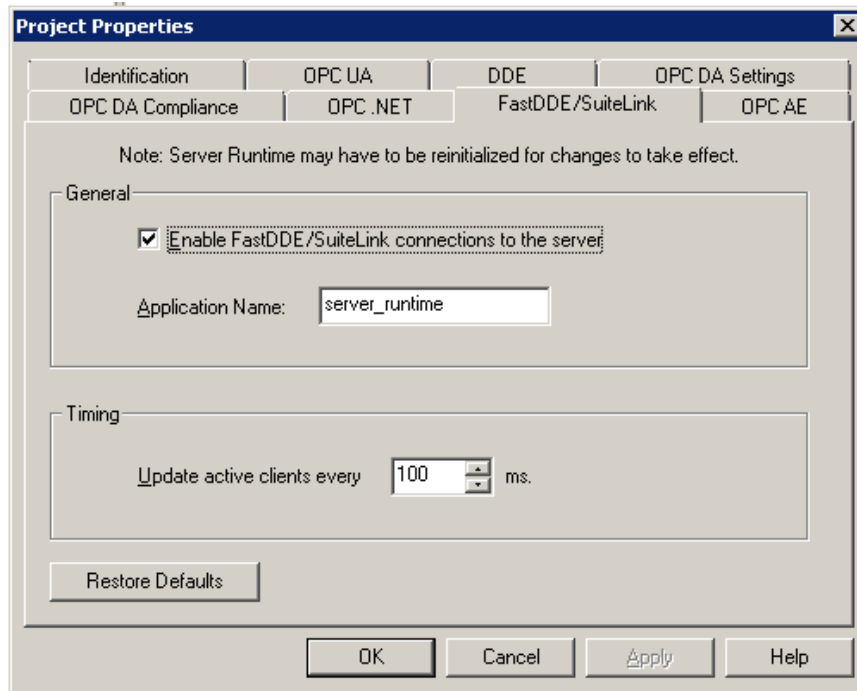 Project Properties
Identification OPC UA DDE OPC DA Settings
OPC DA Compliance OPC .NET FastDDE/SuiteLink OPC AE
Note: Server Runtime may have to be reinitialized for changes to take effect.
General
Enable FastDDE/SuiteLink connections to the server
Application Name: server_runtime
Timing
Update active clients every 100 ms.
Restore Defaults
OK Cancel Apply Help